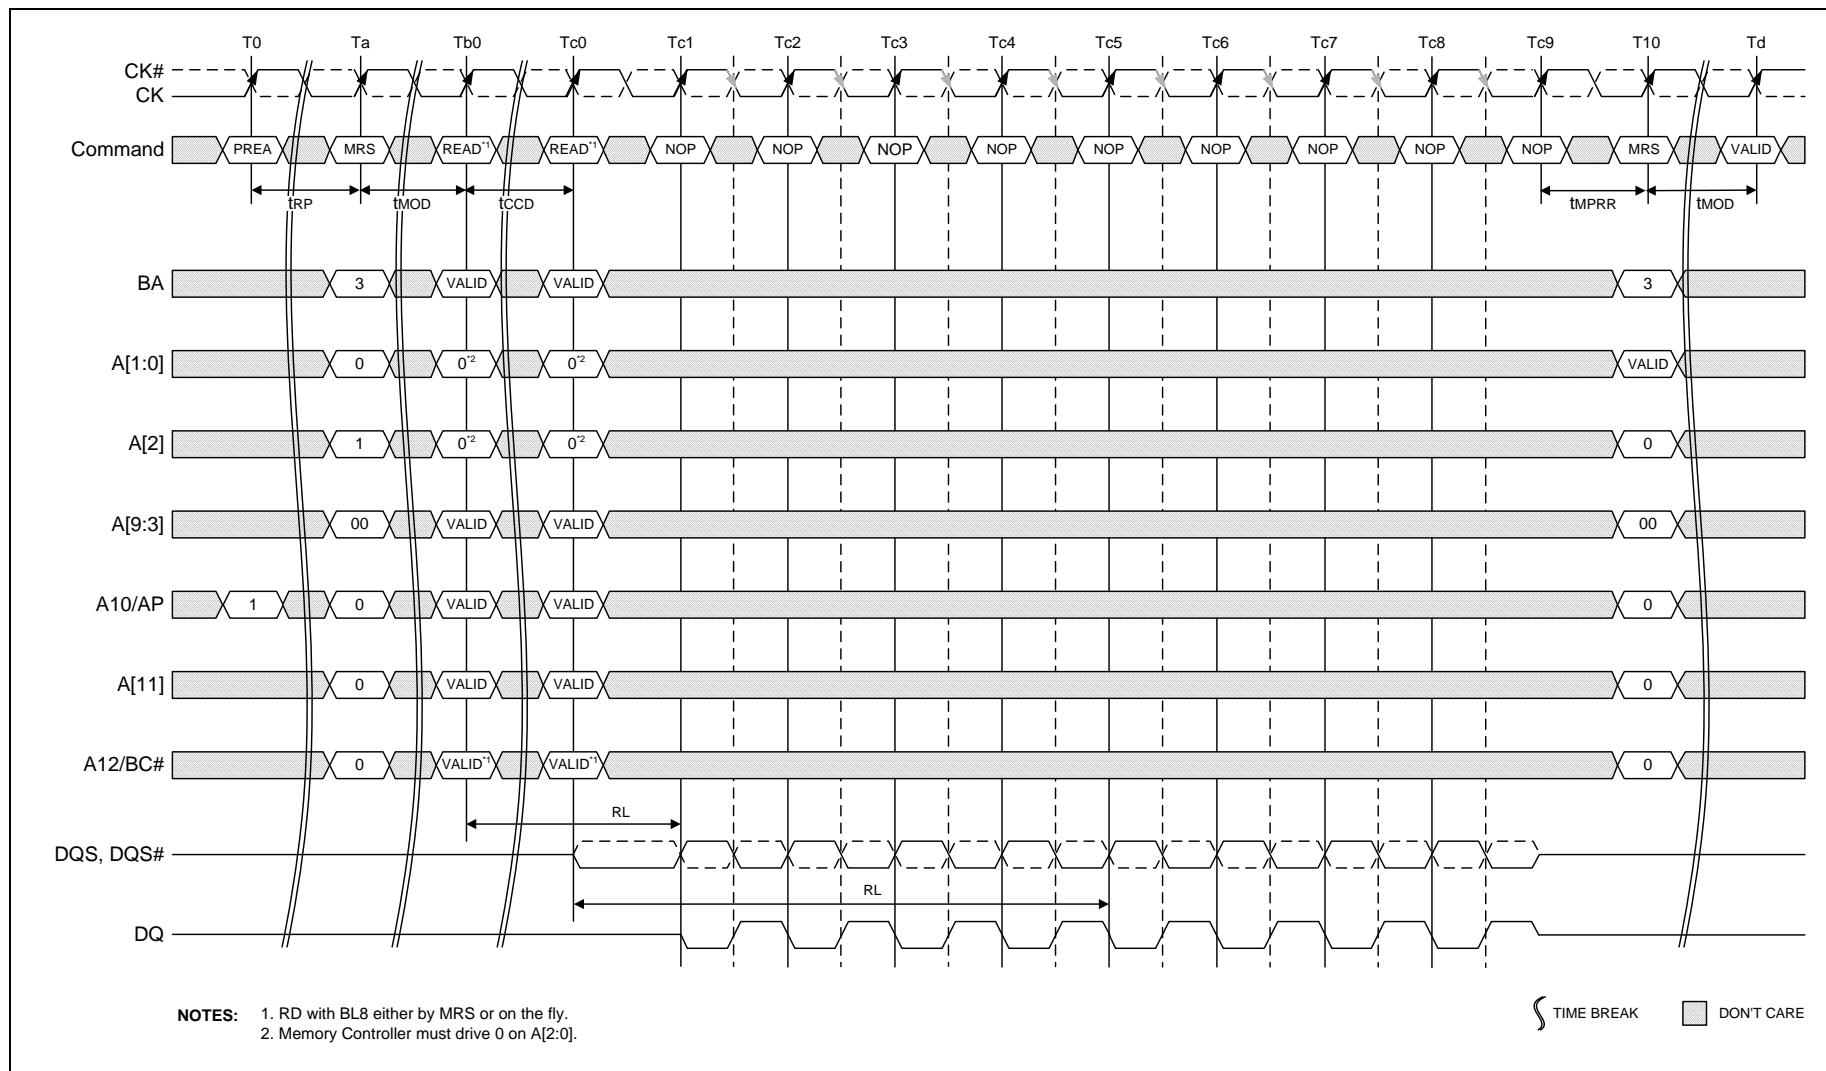 T0 Ta Tb0 Tc0 Tc1 Tc2 Tc3 Tc4 Tc5 Tc6 Tc7 Tc8 Tc9 T10 Td
CK#
CK
Command PREA MRS READ*1 READ*1 NOP NOP NOP NOP NOP NOP NOP NOP NOP MRS VALID
tRP tMOD tCCD tMPRR tMOD
BA 3 VALID VALID 3
A[1:0] 0 0*2 0*2 VALID
A[2] 1 0*2 0*2 0
A[9:3] 00 VALID VALID 00
A10/AP 1 0 VALID VALID 0
A[11] 0 VALID VALID 0
A12/BC# 0 VALID*1 VALID*1 0
RL
DQS, DQS#
RL
DQ
NOTES: 1. RD with BL8 either by MRS or on the fly.
2. Memory Controller must drive 0 on A[2:0].
TIME BREAK DON'T CARE